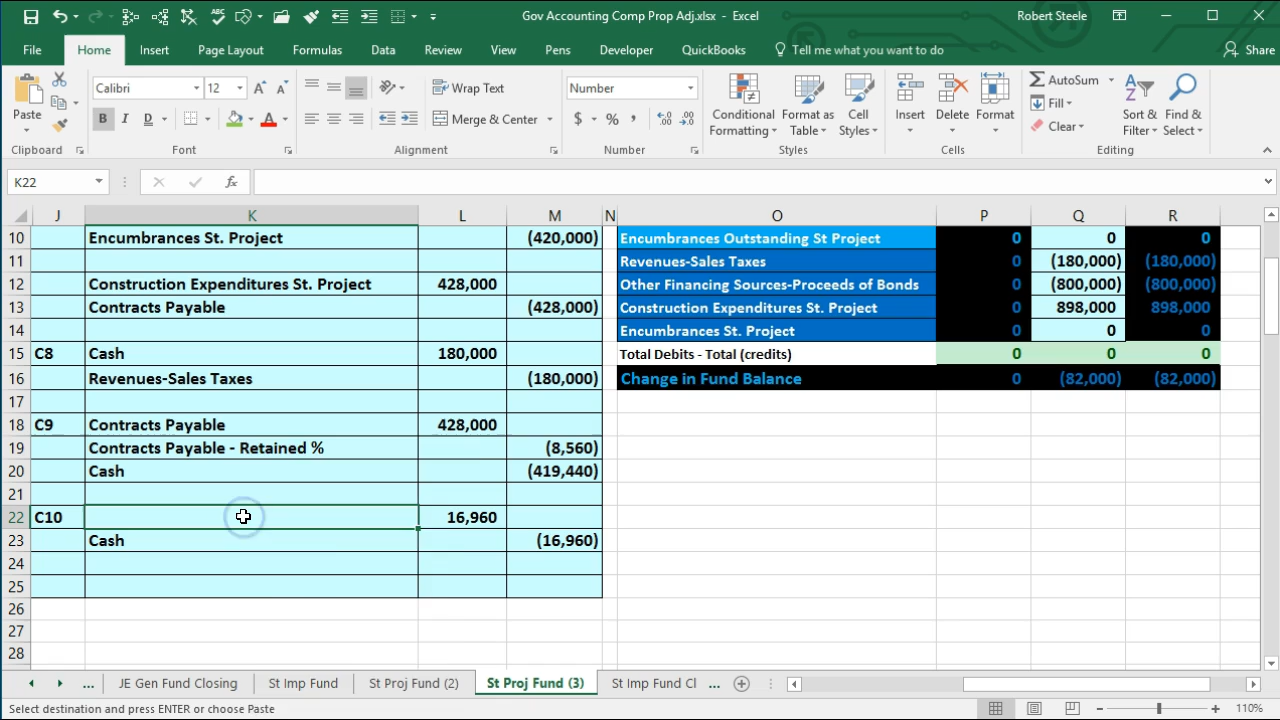 Gov Accounting Comp Prop Adj.xlsx - Excel
Robert Steele
File Home Insert Page Layout Formulas Data Review View Pens Developer QuickBooks Tell me what you want to do Share
Calibri 12 Wrap Text Number AutoSum
Paste Merge & Center Conditional Formatting Format as Table Cell Styles Insert Delete Format Fill Clear Sort & Filter Find & Select
B I D A A $ % ,
Clipboard Font Alignment Number Styles Cells Editing
K22 fx
J K L M N O P Q R
10 Encumbrances St. Project (420,000) Encumbrances Outstanding St Project 0 0 0
11 Revenues-Sales Taxes 0 (180,000) (180,000)
12 Construction Expenditures St. Project 428,000 Other Financing Sources-Proceeds of Bonds 0 (800,000) (800,000)
13 Contracts Payable (428,000) Construction Expenditures St. Project 0 898,000 898,000
14 Encumbrances St. Project 0 0 0
15 C8 Cash 180,000 Total Debits - Total (credits) 0 0 0
16 Revenues-Sales Taxes (180,000) Change in Fund Balance 0 (82,000) (82,000)
17
18 C9 Contracts Payable 428,000
19 Contracts Payable - Retained % (8,560)
20 Cash (419,440)
21
22 C10 16,960
23 Cash (16,960)
24
25
26
27
28
... JE Gen Fund Closing St Imp Fund St Proj Fund (2) St Proj Fund (3) St Imp Fund Cl ...
Select destination and press ENTER or choose Paste 110%